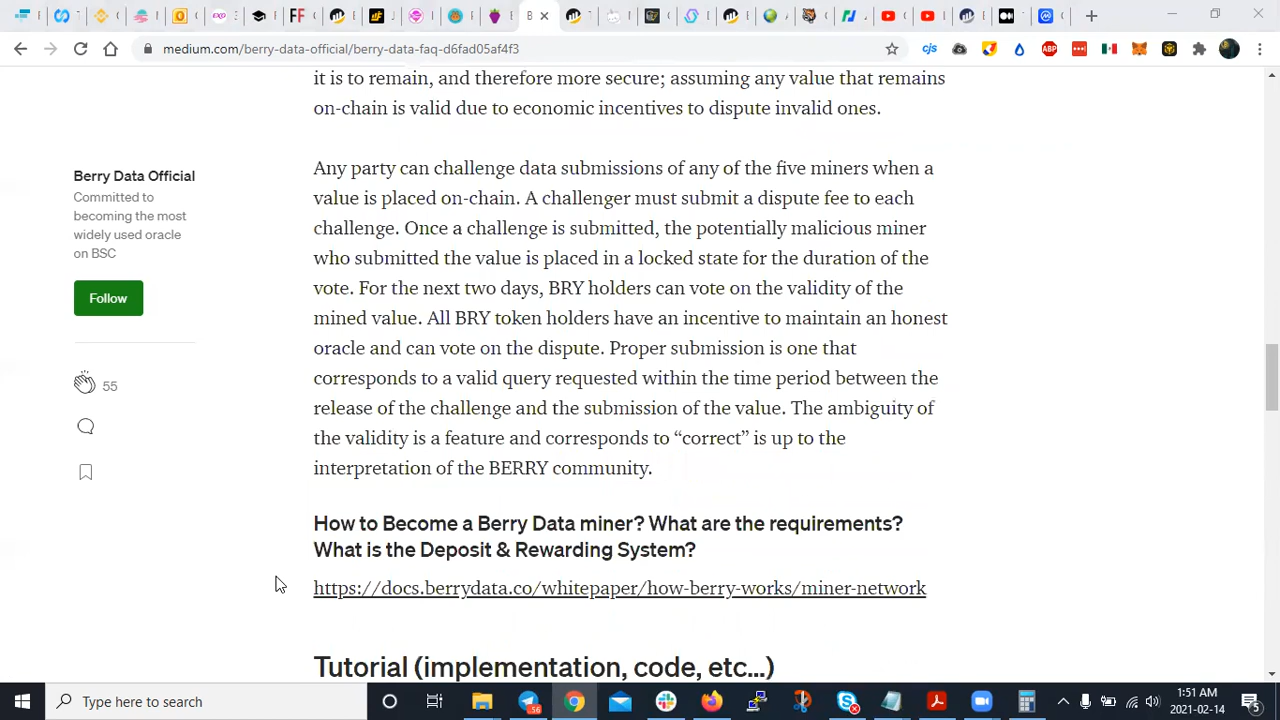 EXO
FF
B
medium.com/berry-data-official/berry-data-faq-d6fad05af4f3
cjs
ABP
it is to remain, and therefore more secure; assuming any value that remains
on-chain is valid due to economic incentives to dispute invalid ones.
Berry Data Official
Committed to
becoming the most
widely used oracle
on BSC
Follow
55
Any party can challenge data submissions of any of the five miners when a
value is placed on-chain. A challenger must submit a dispute fee to each
challenge. Once a challenge is submitted, the potentially malicious miner
who submitted the value is placed in a locked state for the duration of the
vote. For the next two days, BRY holders can vote on the validity of the
mined value. All BRY token holders have an incentive to maintain an honest
oracle and can vote on the dispute. Proper submission is one that
corresponds to a valid query requested within the time period between the
release of the challenge and the submission of the value. The ambiguity of
the validity is a feature and corresponds to “correct” is up to the
interpretation of the BERRY community.
How to Become a Berry Data miner? What are the requirements?
What is the Deposit & Rewarding System?
https://docs.berrydata.co/whitepaper/how-berry-works/miner-network
Tutorial (implementation, code, etc...)
Type here to search
56
1:51 AM
2021-02-14
5